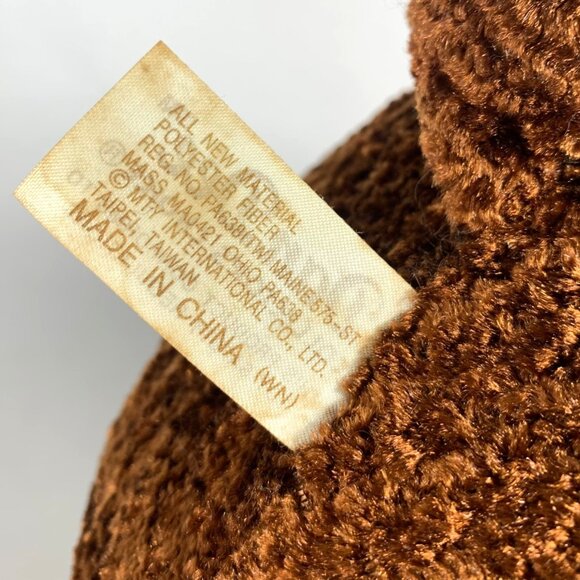 ALL NEW MATERIAL
POLYESTER FIBER
REG. NO. PA638(TW) MAINE:575-ST
MASS MA0421 OHIO PA638
© MTY INTERNATIONAL CO., LTD.
TAIPEI, TAIWAN
MADE IN CHINA (WN)